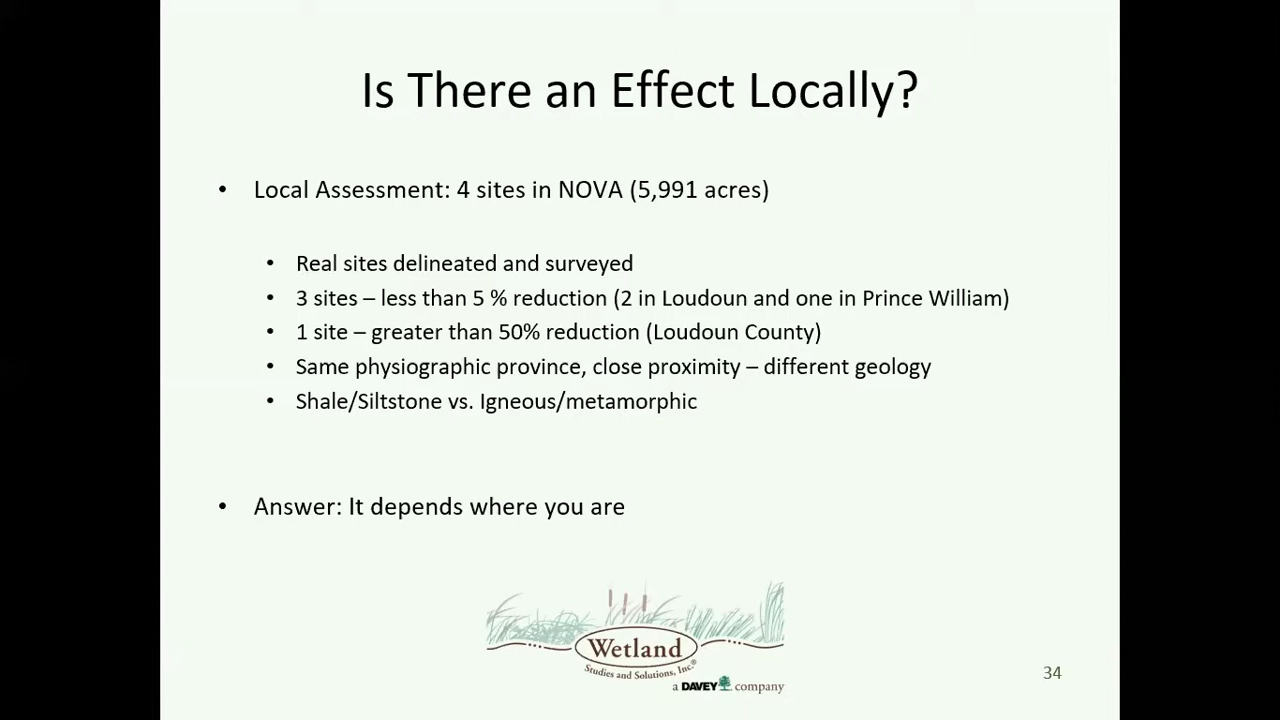 Is There an Effect Locally?
• Local Assessment: 4 sites in NOVA (5,991 acres)
• Real sites delineated and surveyed
• 3 sites – less than 5 % reduction (2 in Loudoun and one in Prince William)
• 1 site – greater than 50% reduction (Loudoun County)
• Same physiographic province, close proximity – different geology
• Shale/Siltstone vs. Igneous/metamorphic
• Answer: It depends where you are
Wetland
Studies and Solutions, Inc.®
a DAVEY company
34